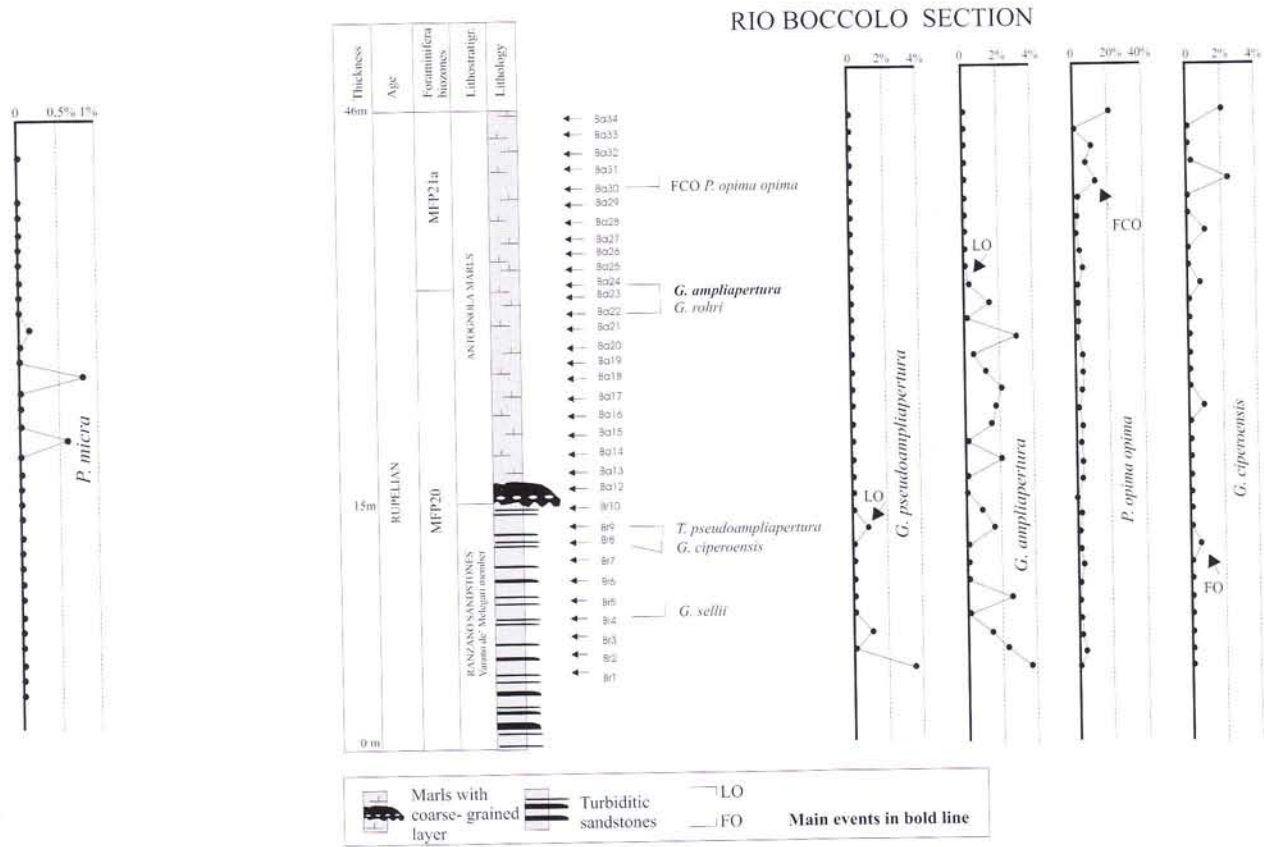 RIO BOCCOLO SECTION
0 0.5% 1%
P. micra
Thickness
Age
Foraminifera
biozones
Lithostratigr.
Lithology
46m
15m
0 m
RUPELIAN
MFP21a
MFP20
ANTOGNOLA MARLS
RANZANO SANDSTONES
Varano de' Melegari member
Ba34
Ba33
Ba32
Ba31
Ba30
Ba29
Ba28
Ba27
Ba26
Ba25
Ba24
Ba23
Ba22
Ba21
Ba20
Ba19
Ba18
Ba17
Ba16
Ba15
Ba14
Ba13
Ba12
Br10
Br9
Br8
Br7
Br6
Br5
Br4
Br3
Br2
Br1
FCO P. opima opima
G. ampliapertura
G. rohri
T. pseudoampliapertura
G. ciperoensis
G. sellii
0 2% 4%
LO
G. pseudoampliapertura
0 2% 4%
LO
G. ampliapertura
0 20% 40%
FCO
P. opima opima
0 2% 4%
FO
G. ciperoensis
Marls with
coarse- grained
layer
Turbiditic
sandstones
LO
FO
Main events in bold line